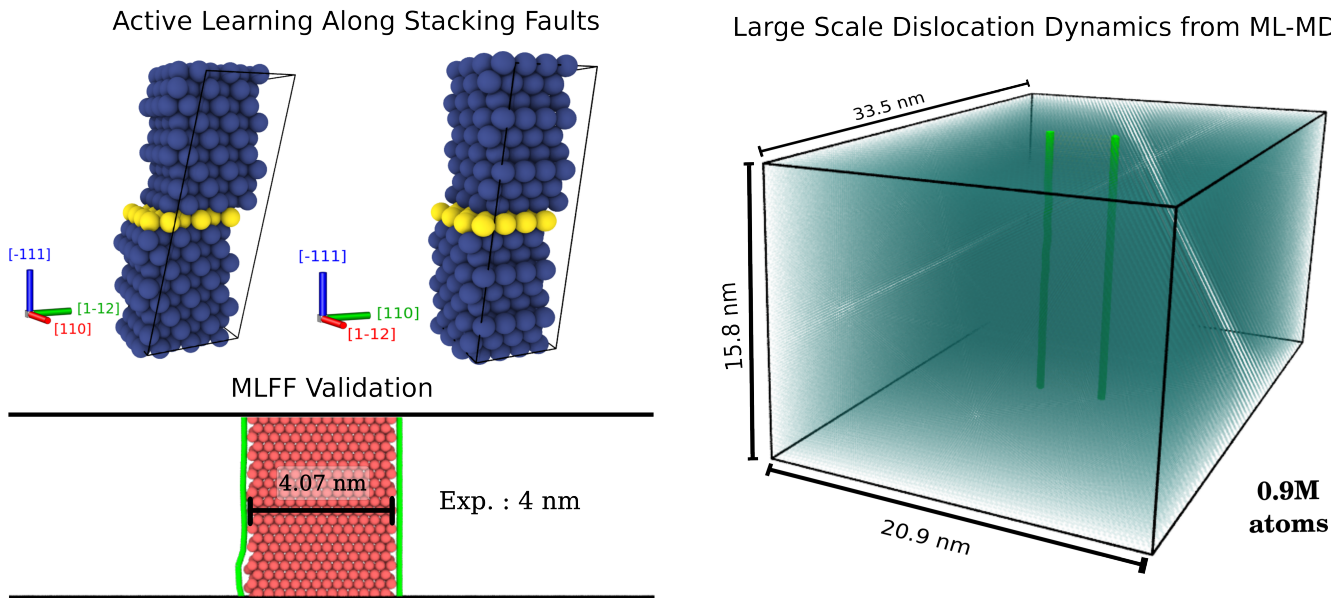 Active Learning Along Stacking Faults
[-111]
[1-12]
[110]
[-111]
[110]
[1-12]
MLFF Validation
4.07 nm
Exp. : 4 nm
Large Scale Dislocation Dynamics from ML-MD
33.5 nm
15.8 nm
20.9 nm
0.9M
atoms